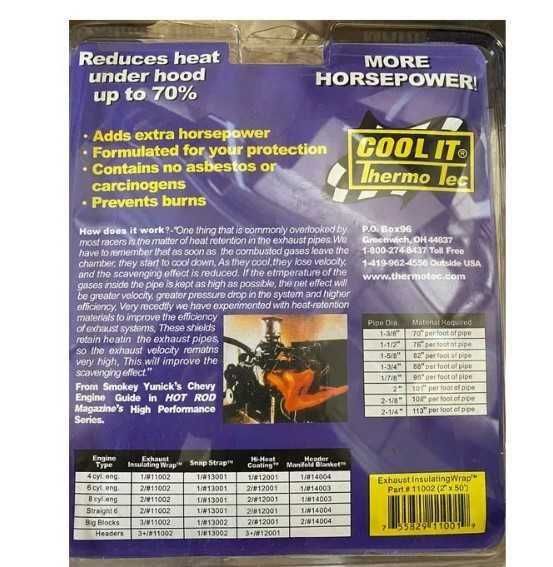 Reduces heat
under hood
up to 70%
MORE
HORSEPOWER!
• Adds extra horsepower
• Formulated for your protection
• Contains no asbestos or
carcinogens
• Prevents burns
COOL IT®
Thermo Tec
How does it work?-"One thing that is commonly overlooked by
most racers is the matter of heat retention in the exhaust pipes. We
have to remember that as soon as the combusted gases leave the
chamber, they start to cool down, As they cool, they lose velocity,
and the scavenging effect is reduced. If the etmperature of the
gases inside the pipe is kept as high as possible, the net effect will
be greater velocity, greater pressure drop in the system and higher
efficiency. Very recedtly we have experimented with heat-retention
materials to improve the efficiency
of exhaust systems, These shields
retain heatin the exhaust pipes,
so the exhaust velocity rematns
very high, This will improve the
scavenging effect."
From Smokey Yunick's Chevy
Engine Guide in HOT ROD
Magazine's High Performance
Series.
P.O. Box96
Greenwich, OH 44837
1-800-274-8437 Toll Free
1-419-962-4556 Outside USA
www.thermotec.com
Pipe Dia. Material Required
1-3/8" 70" per foot of pipe
1-1/2" 76" per foot of pipe
1-5/8" 82" per foot of pipe
1-3/4" 88" per foot of pipe
1/7/8" 95" per foot of pipe
2" 101" per foot of pipe
2-1/8" 108" per foot of pipe
2-1/4" 113" per foot of pipe
Engine Type Exhaust Insulating Wrap™ Snap Strap™ Hi-Heat Coating™ Header Manifold Blanket™
4 cyl. eng. 1/#11002 1/#13001 1/#12001 1/#14004
6 cyl. eng. 2/#11002 1/#13001 2/#12001 1/#14003
8 cyl. eng. 2/#11002 1/#13001 2/#12001 2/#14003
Straight 6 2/#11002 1/#13001 2/#12001 2/#14004
Big Blocks 3/#11002 1/#13002 2/#12001 2/#14004
Headers 3+/#11002 1/#13002 3+/#12001
Exhaust InsulatingWrap™
Part # 11002 (2" x 50')
7 55829 11001 9